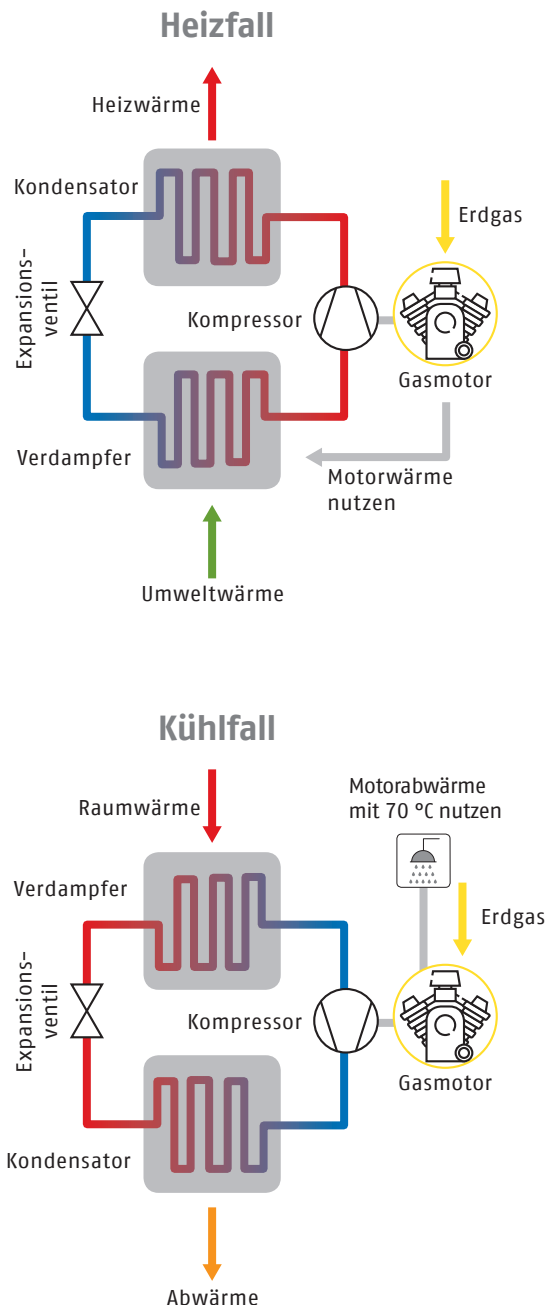 Heizfall
Heizwärme
Kondensator
Erdgas
Expansions-
ventil
Kompressor
Gasmotor
Verdampfer
Motorwärme
nutzen
Umweltwärme
Kühlfall
Motorabwärme
mit 70 °C nutzen
Raumwärme
Verdampfer
Erdgas
Expansions-
ventil
Kompressor
Gasmotor
Kondensator
Abwärme